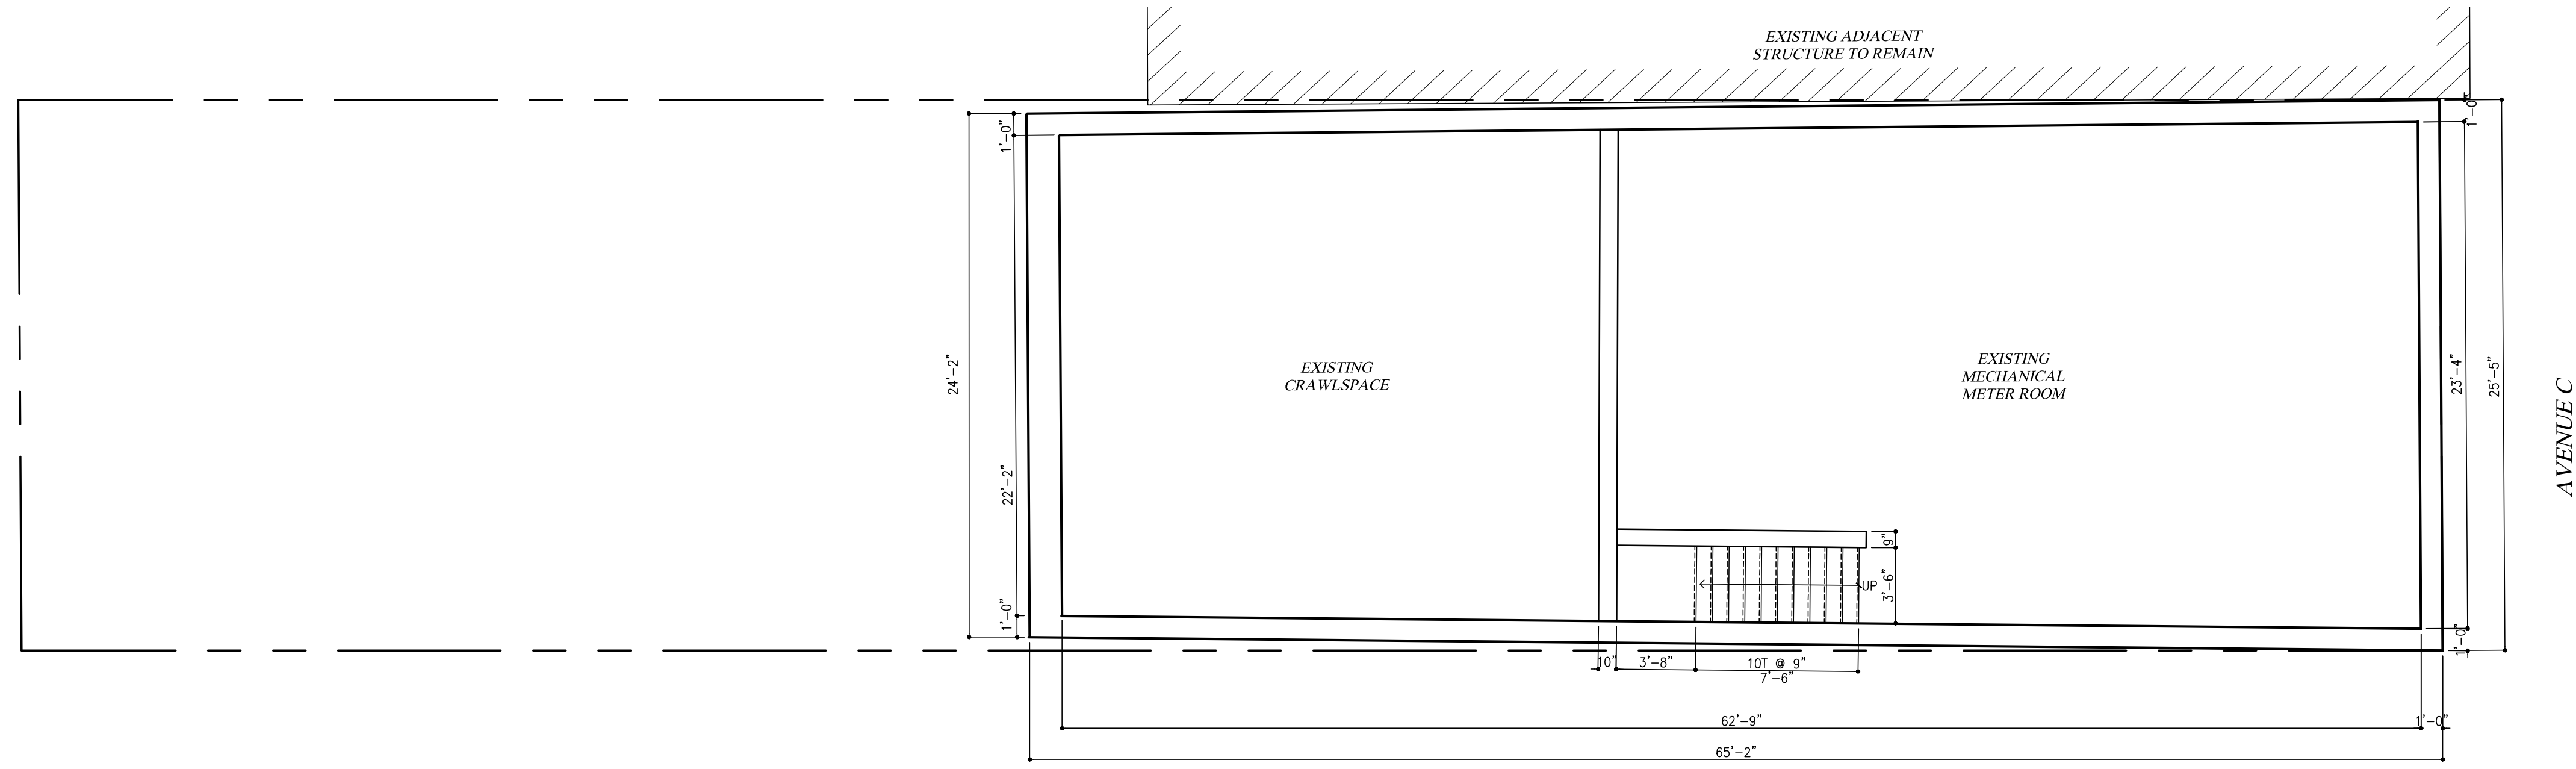 EXISTING ADJACENT
STRUCTURE TO REMAIN
1'-0"
1'-0"
24'-2"
22'-2"
1'-0"
EXISTING
CRAWLSPACE
EXISTING
MECHANICAL
METER ROOM
23'-4"
25'-5"
AVENUE C
9"
UP
3'-6"
1'-0"
10"
3'-8"
10T @ 9"
7'-6"
62'-9"
1'-0"
65'-2"